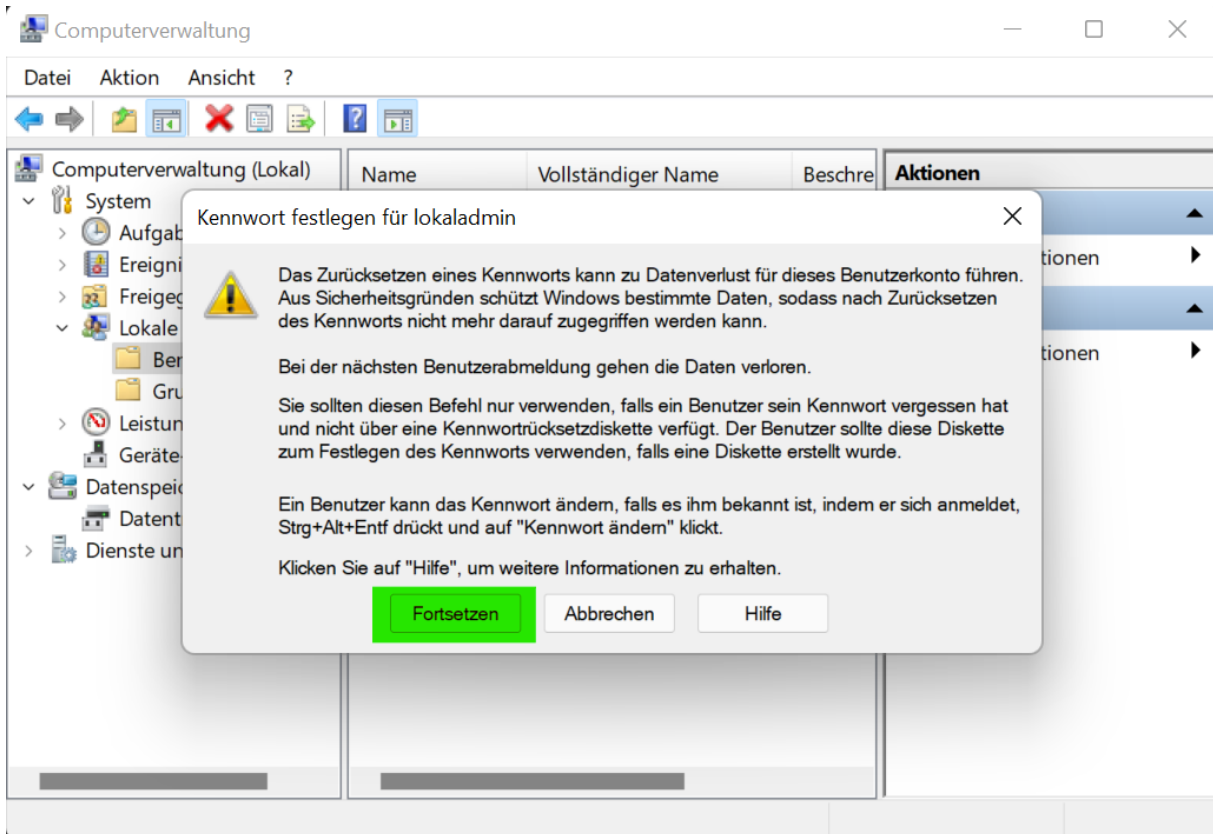 Computerverwaltung
Datei Aktion Ansicht ?
Computerverwaltung (Lokal)
Name Vollständiger Name Beschre
Aktionen
System
Kennwort festlegen für lokaladmin
Aufgab
Ereigni
tionen
Freigeg
Lokale
Ber
tionen
Gru
Leistun
Geräte-
Datenspeic
Datent
Dienste un
Das Zurücksetzen eines Kennworts kann zu Datenverlust für dieses Benutzerkonto führen.
Aus Sicherheitsgründen schützt Windows bestimmte Daten, sodass nach Zurücksetzen
des Kennworts nicht mehr darauf zugegriffen werden kann.
Bei der nächsten Benutzerabmeldung gehen die Daten verloren.
Sie sollten diesen Befehl nur verwenden, falls ein Benutzer sein Kennwort vergessen hat
und nicht über eine Kennwortrücksetzdiskette verfügt. Der Benutzer sollte diese Diskette
zum Festlegen des Kennworts verwenden, falls eine Diskette erstellt wurde.
Ein Benutzer kann das Kennwort ändern, falls es ihm bekannt ist, indem er sich anmeldet,
Strg+Alt+Entf drückt und auf "Kennwort ändern" klickt.
Klicken Sie auf "Hilfe", um weitere Informationen zu erhalten.
Fortsetzen Abbrechen Hilfe